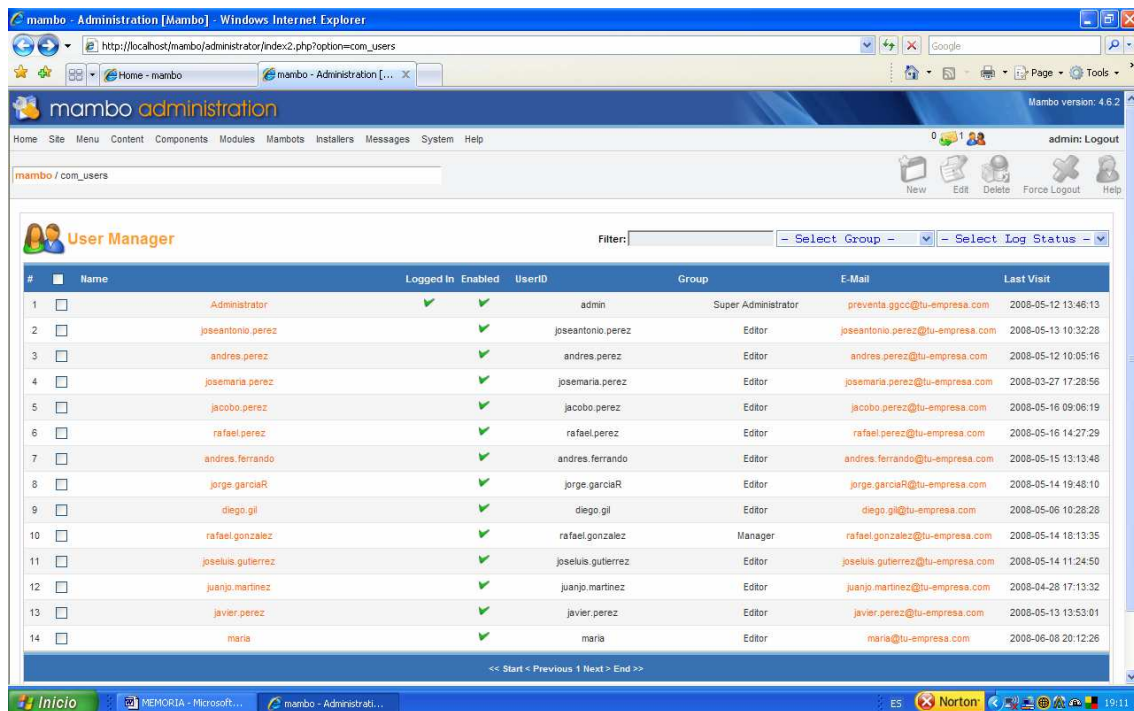 mambo - Administration [Mambo] - Windows Internet Explorer
http://localhost/mambo/administrator/index2.php?option=com_users
Google
Home - mambo mambo - Administration [... X Page Tools
mambo administration Mambo version: 4.6.2
Home Site Menu Content Components Modules Mambots Installers Messages System Help 0 1 admin: Logout
mambo / com_users
New Edit Delete Force Logout Help
User Manager Filter: - Select Group - - Select Log Status -
# Name Logged In Enabled UserID Group E-Mail Last Visit
1 Administrator admin Super Administrator preventa.ggcc@tu-empresa.com 2008-05-12 13:46:13
2 joseantonio.perez joseantonio.perez Editor joseantonio.perez@tu-empresa.com 2008-05-13 10:32:28
3 andres.perez andres.perez Editor andres.perez@tu-empresa.com 2008-05-12 10:05:16
4 josemaria.perez josemaria.perez Editor josemaria.perez@tu-empresa.com 2008-03-27 17:28:56
5 jacobo.perez jacobo.perez Editor jacobo.perez@tu-empresa.com 2008-05-16 09:06:19
6 rafael.perez rafael.perez Editor rafael.perez@tu-empresa.com 2008-05-16 14:27:29
7 andres.ferrando andres.ferrando Editor andres.ferrando@tu-empresa.com 2008-05-15 13:13:48
8 jorge.garciaR jorge.garciaR Editor jorge.garciaR@tu-empresa.com 2008-05-14 19:48:10
9 diego.gil diego.gil Editor diego.gil@tu-empresa.com 2008-05-06 10:28:28
10 rafael.gonzalez rafael.gonzalez Manager rafael.gonzalez@tu-empresa.com 2008-05-14 18:13:35
11 joseluis.gutierrez joseluis.gutierrez Editor joseluis.gutierrez@tu-empresa.com 2008-05-14 11:24:50
12 juanjo.martinez juanjo.martinez Editor juanjo.martinez@tu-empresa.com 2008-04-28 17:13:32
13 javier.perez javier.perez Editor javier.perez@tu-empresa.com 2008-05-13 13:53:01
14 maria maria Editor maria@tu-empresa.com 2008-06-08 20:12:26
<< Start < Previous 1 Next > End >>
Inicio MEMORIA - Microsoft... mambo - Administrati... ES Norton 19:11